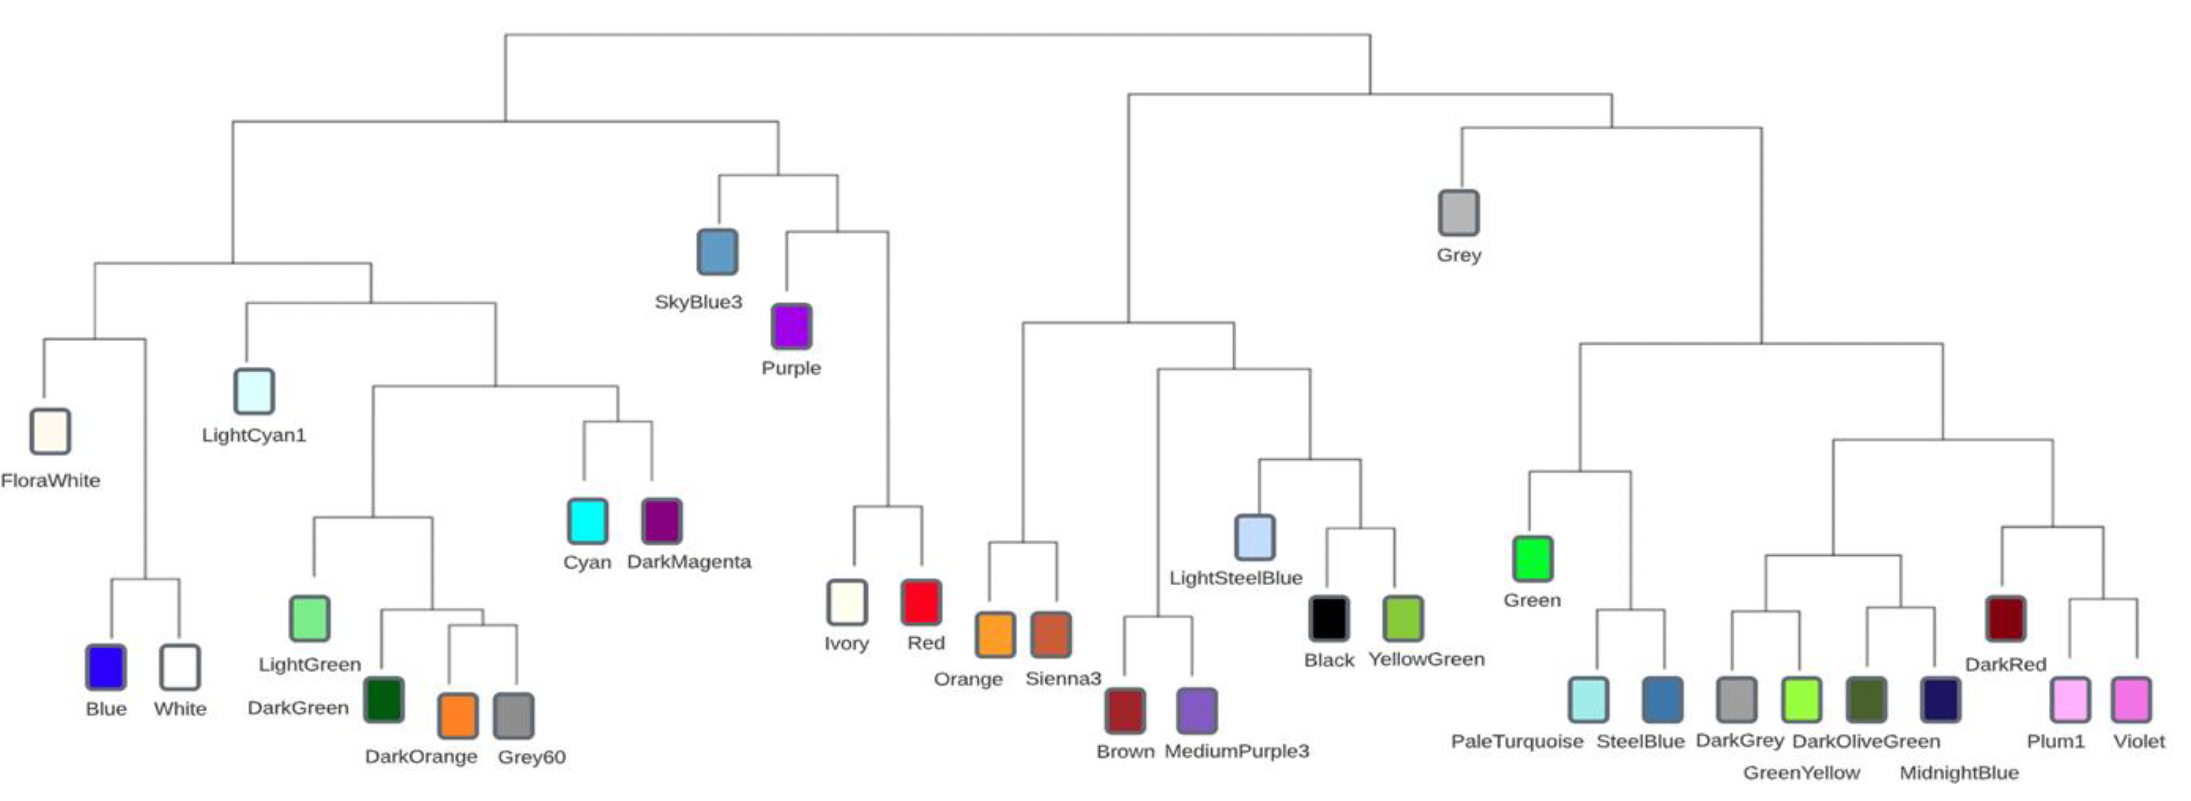 Grey
SkyBlue3
Purple
LightCyan1
FloraWhite
Cyan
DarkMagenta
LightSteelBlue
Green
Ivory
Red
LightGreen
Black
YellowGreen
DarkRed
Orange
Sienna3
Blue
White
DarkGreen
PaleTurquoise
SteelBlue
DarkGrey
DarkOliveGreen
Plum1
Violet
DarkOrange
Grey60
Brown
MediumPurple3
GreenYellow
MidnightBlue